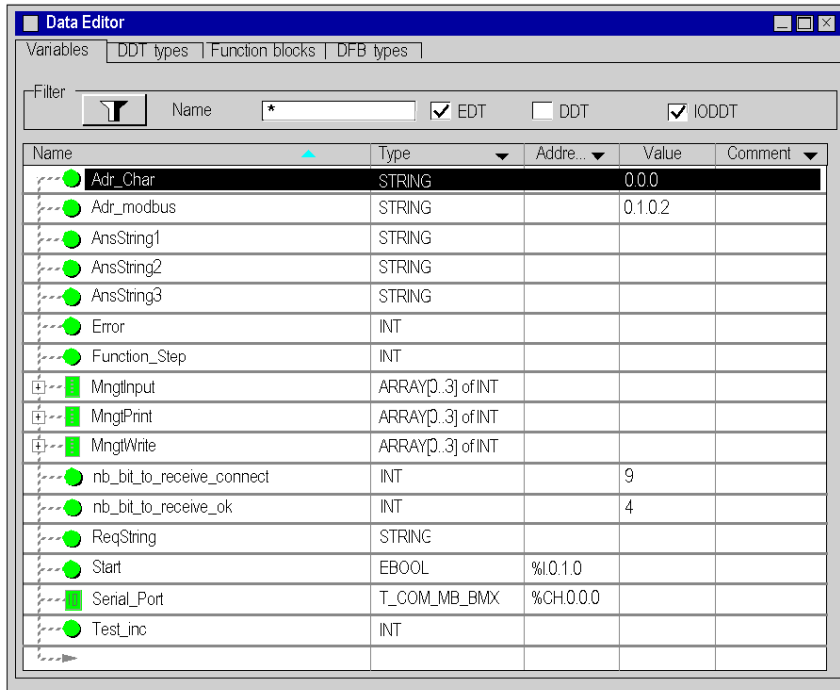 Data Editor
Variables DDT types Function blocks DFB types
Filter
Name * EDT DDT IODDT
Name Type Addre... Value Comment
Adr_Char STRING 0.0.0
Adr_modbus STRING 0.1.0.2
AnsString1 STRING
AnsString2 STRING
AnsString3 STRING
Error INT
Function_Step INT
MngtInput ARRAY[0..3] of INT
MngtPrint ARRAY[0..3] of INT
MngtWrite ARRAY[0..3] of INT
nb_bit_to_receive_connect INT 9
nb_bit_to_receive_ok INT 4
ReqString STRING
Start EBOOL %I.0.1.0
Serial_Port T_COM_MB_BMX %CH.0.0.0
Test_inc INT